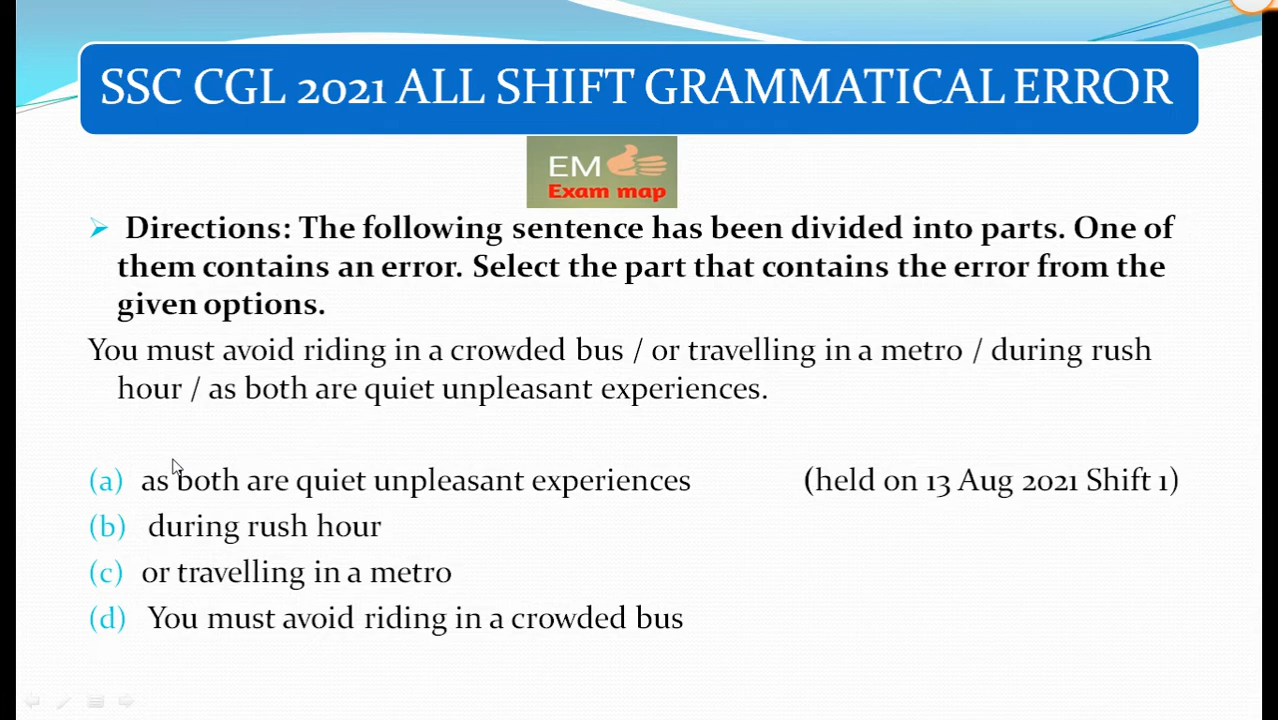 SSC CGL 2021 ALL SHIFT GRAMMATICAL ERROR
EM
Exam map
Directions: The following sentence has been divided into parts. One of
them contains an error. Select the part that contains the error from the
given options.
You must avoid riding in a crowded bus / or travelling in a metro / during rush
hour / as both are quiet unpleasant experiences.
(a) as both are quiet unpleasant experiences (held on 13 Aug 2021 Shift 1)
(b) during rush hour
(c) or travelling in a metro
(d) You must avoid riding in a crowded bus